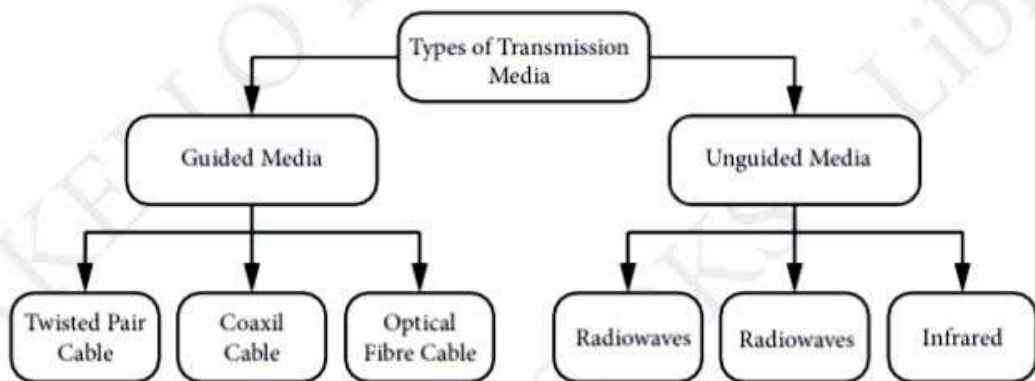 Types of Transmission
Media
Guided Media
Unguided Media
Twisted Pair
Cable
Coaxil
Cable
Optical
Fibre Cable
Radiowaves
Radiowaves
Infrared